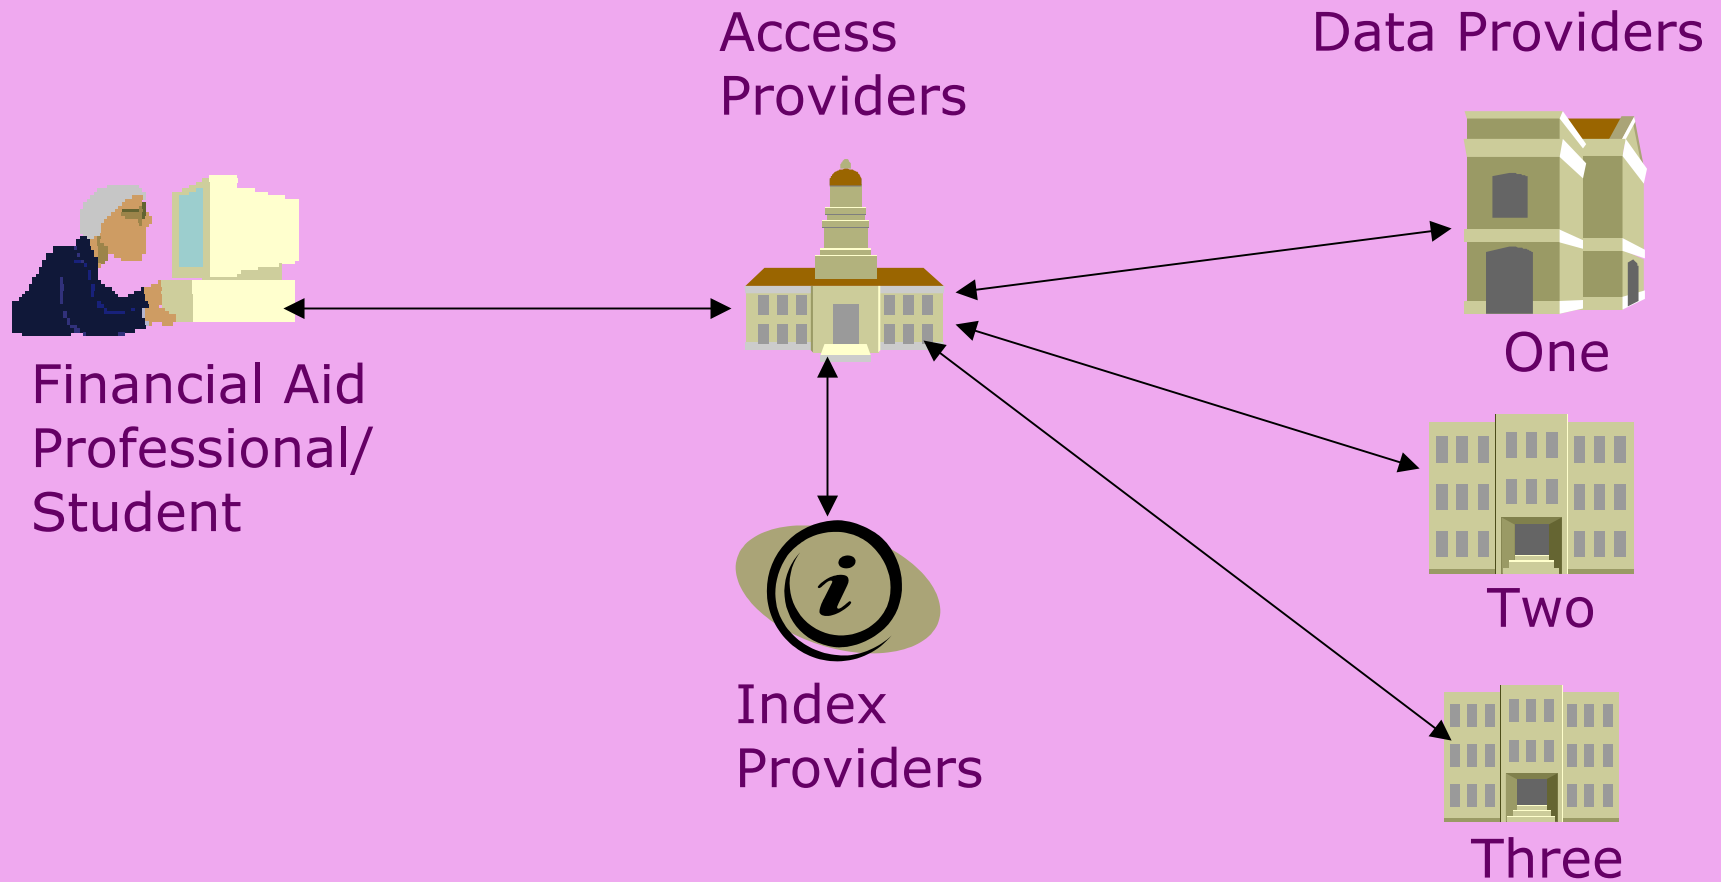 Access
Providers
Data Providers
Financial Aid
Professional/
Student
One
Two
i
Index
Providers
Three